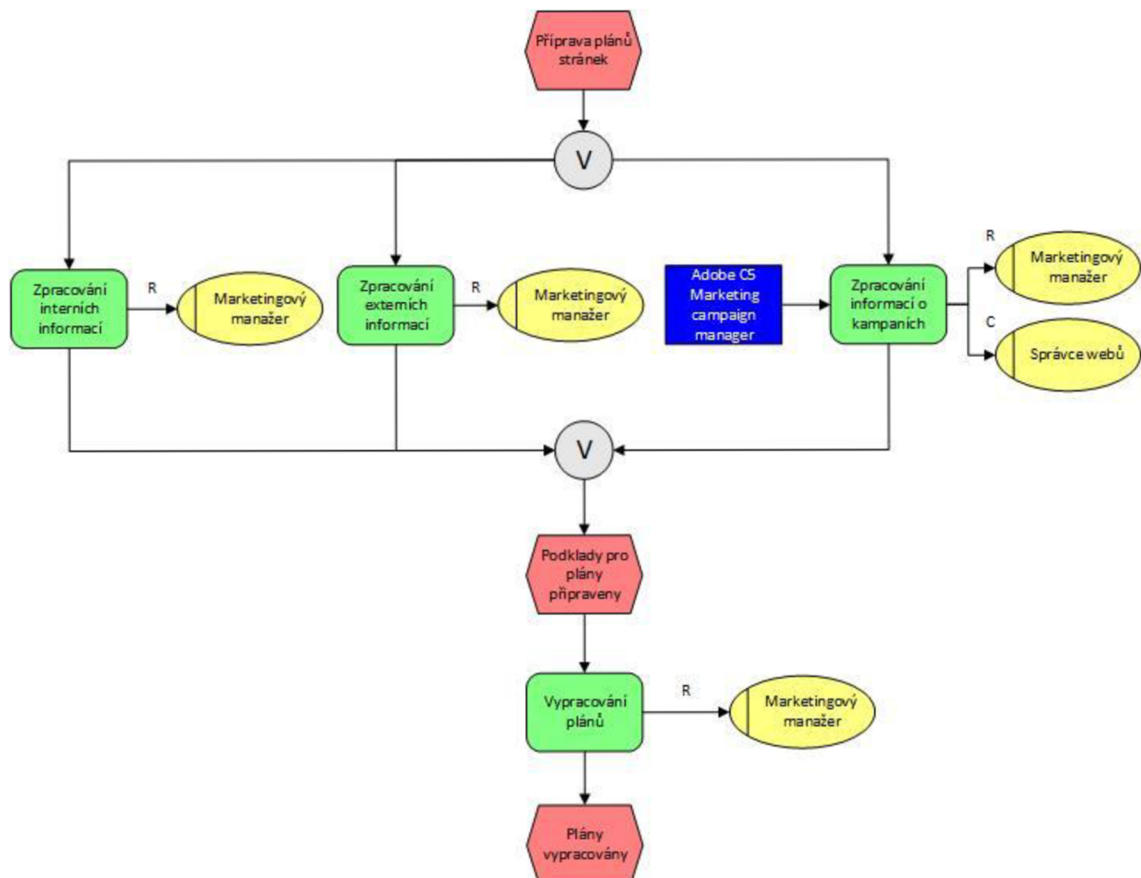 Příprava plánů
stránek
V
Zpracování
interních
informací
R
Marketingový
manažer
Zpracování
externích
informací
R
Marketingový
manažer
Adobe CS
Marketing
campaign
manager
Zpracování
informací o
kampaních
R
Marketingový
manažer
C
Správce webů
V
Podklady pro
plány
připraveny
Vypracování
plánů
R
Marketingový
manažer
Plány
vypracovány